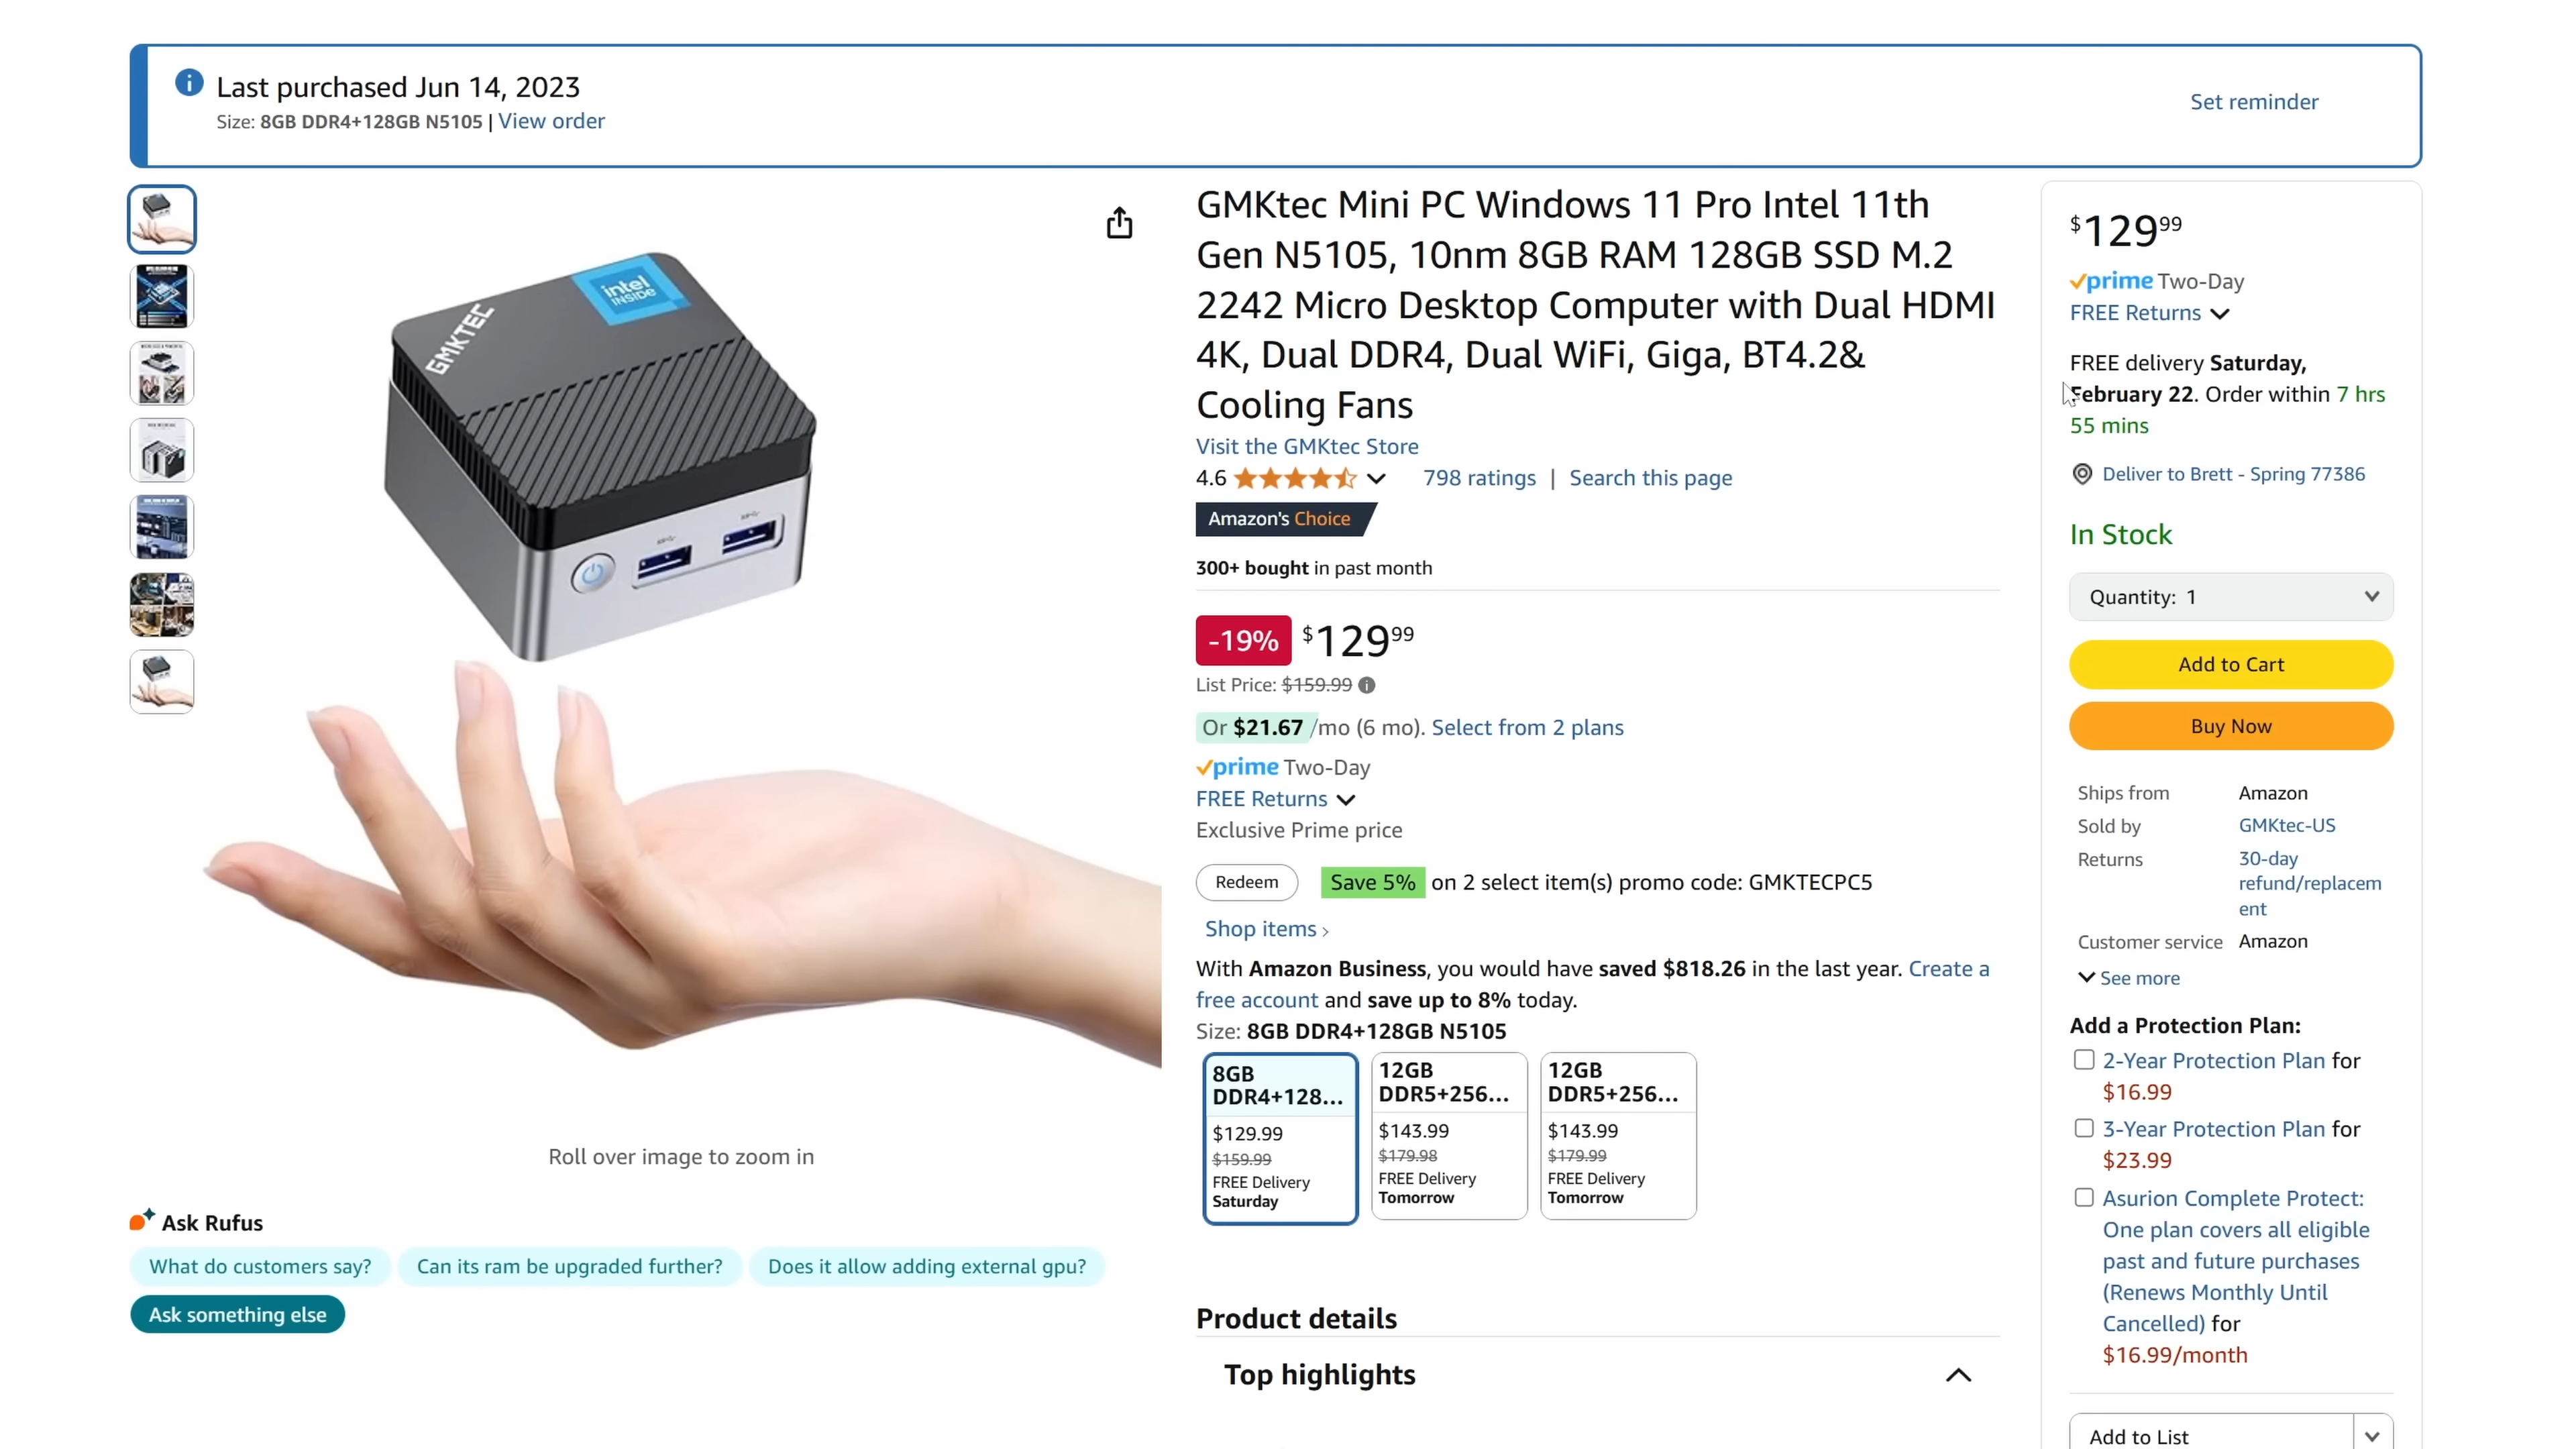 Last purchased Jun 14, 2023
Size: 8GB DDR4+128GB N5105 | View order
Set reminder
intel
INSIDE
GMKTEC
Roll over image to zoom in
Ask Rufus
What do customers say?
Can its ram be upgraded further?
Does it allow adding external gpu?
Ask something else
GMKtec Mini PC Windows 11 Pro Intel 11th
Gen N5105, 10nm 8GB RAM 128GB SSD M.2
2242 Micro Desktop Computer with Dual HDMI
4K, Dual DDR4, Dual WiFi, Giga, BT4.2&
Cooling Fans
Visit the GMKtec Store
4.6 798 ratings | Search this page
Amazon's Choice
300+ bought in past month
-19% $129.99
List Price: $159.99
Or $21.67 /mo (6 mo). Select from 2 plans
prime Two-Day
FREE Returns
Exclusive Prime price
Redeem Save 5% on 2 select item(s) promo code: GMKTECPC5
Shop items ›
With Amazon Business, you would have saved $818.26 in the last year. Create a
free account and save up to 8% today.
Size: 8GB DDR4+128GB N5105
8GB
DDR4+128...
$129.99
$159.99
FREE Delivery
Saturday
12GB
DDR5+256...
$143.99
$179.98
FREE Delivery
Tomorrow
12GB
DDR5+256...
$143.99
$179.99
FREE Delivery
Tomorrow
Product details
Top highlights
$129.99
prime Two-Day
FREE Returns
FREE delivery Saturday,
February 22. Order within 7 hrs
55 mins
Deliver to Brett - Spring 77386
In Stock
Quantity: 1
Add to Cart
Buy Now
Ships from Amazon
Sold by GMKtec-US
Returns 30-day
refund/replacem
ent
Customer service Amazon
See more
Add a Protection Plan:
2-Year Protection Plan for
$16.99
3-Year Protection Plan for
$23.99
Asurion Complete Protect:
One plan covers all eligible
past and future purchases
(Renews Monthly Until
Cancelled) for
$16.99/month
Add to List